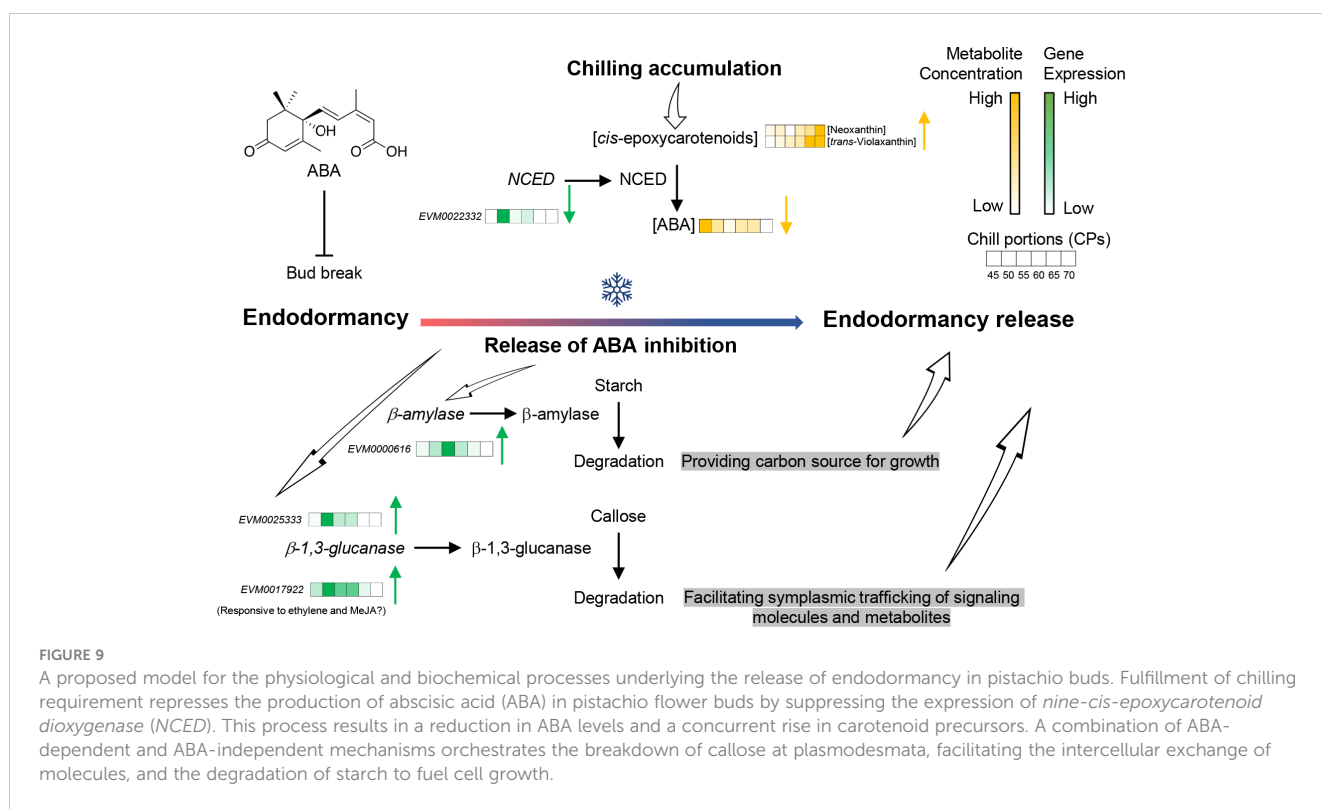 Chilling accumulation
Metabolite
Concentration
Gene
Expression
High
High
Low
Low
Chill portions (CPs)
45 50 55 60 65 70
OH
O
O
OH
ABA
Bud break
[cis-epoxycarotenoids]
[Neoxanthin]
[trans-Violaxanthin]
NCED
NCED
EVM0022332
[ABA]
Endodormancy
Endodormancy release
Release of ABA inhibition
Starch
β-amylase
β-amylase
EVM0000616
Degradation
Providing carbon source for growth
EVM0025333
Callose
β-1,3-glucanase
β-1,3-glucanase
EVM0017922
(Responsive to ethylene and MeJA?)
Degradation
Facilitating symplasmic trafficking of signaling
molecules and metabolites
FIGURE 9
A proposed model for the physiological and biochemical processes underlying the release of endodormancy in pistachio buds. Fulfillment of chilling
requirement represses the production of abscisic acid (ABA) in pistachio flower buds by suppressing the expression of nine-cis-epoxycarotenoid
dioxygenase (NCED). This process results in a reduction in ABA levels and a concurrent rise in carotenoid precursors. A combination of ABA-
dependent and ABA-independent mechanisms orchestrates the breakdown of callose at plasmodesmata, facilitating the intercellular exchange of
molecules, and the degradation of starch to fuel cell growth.